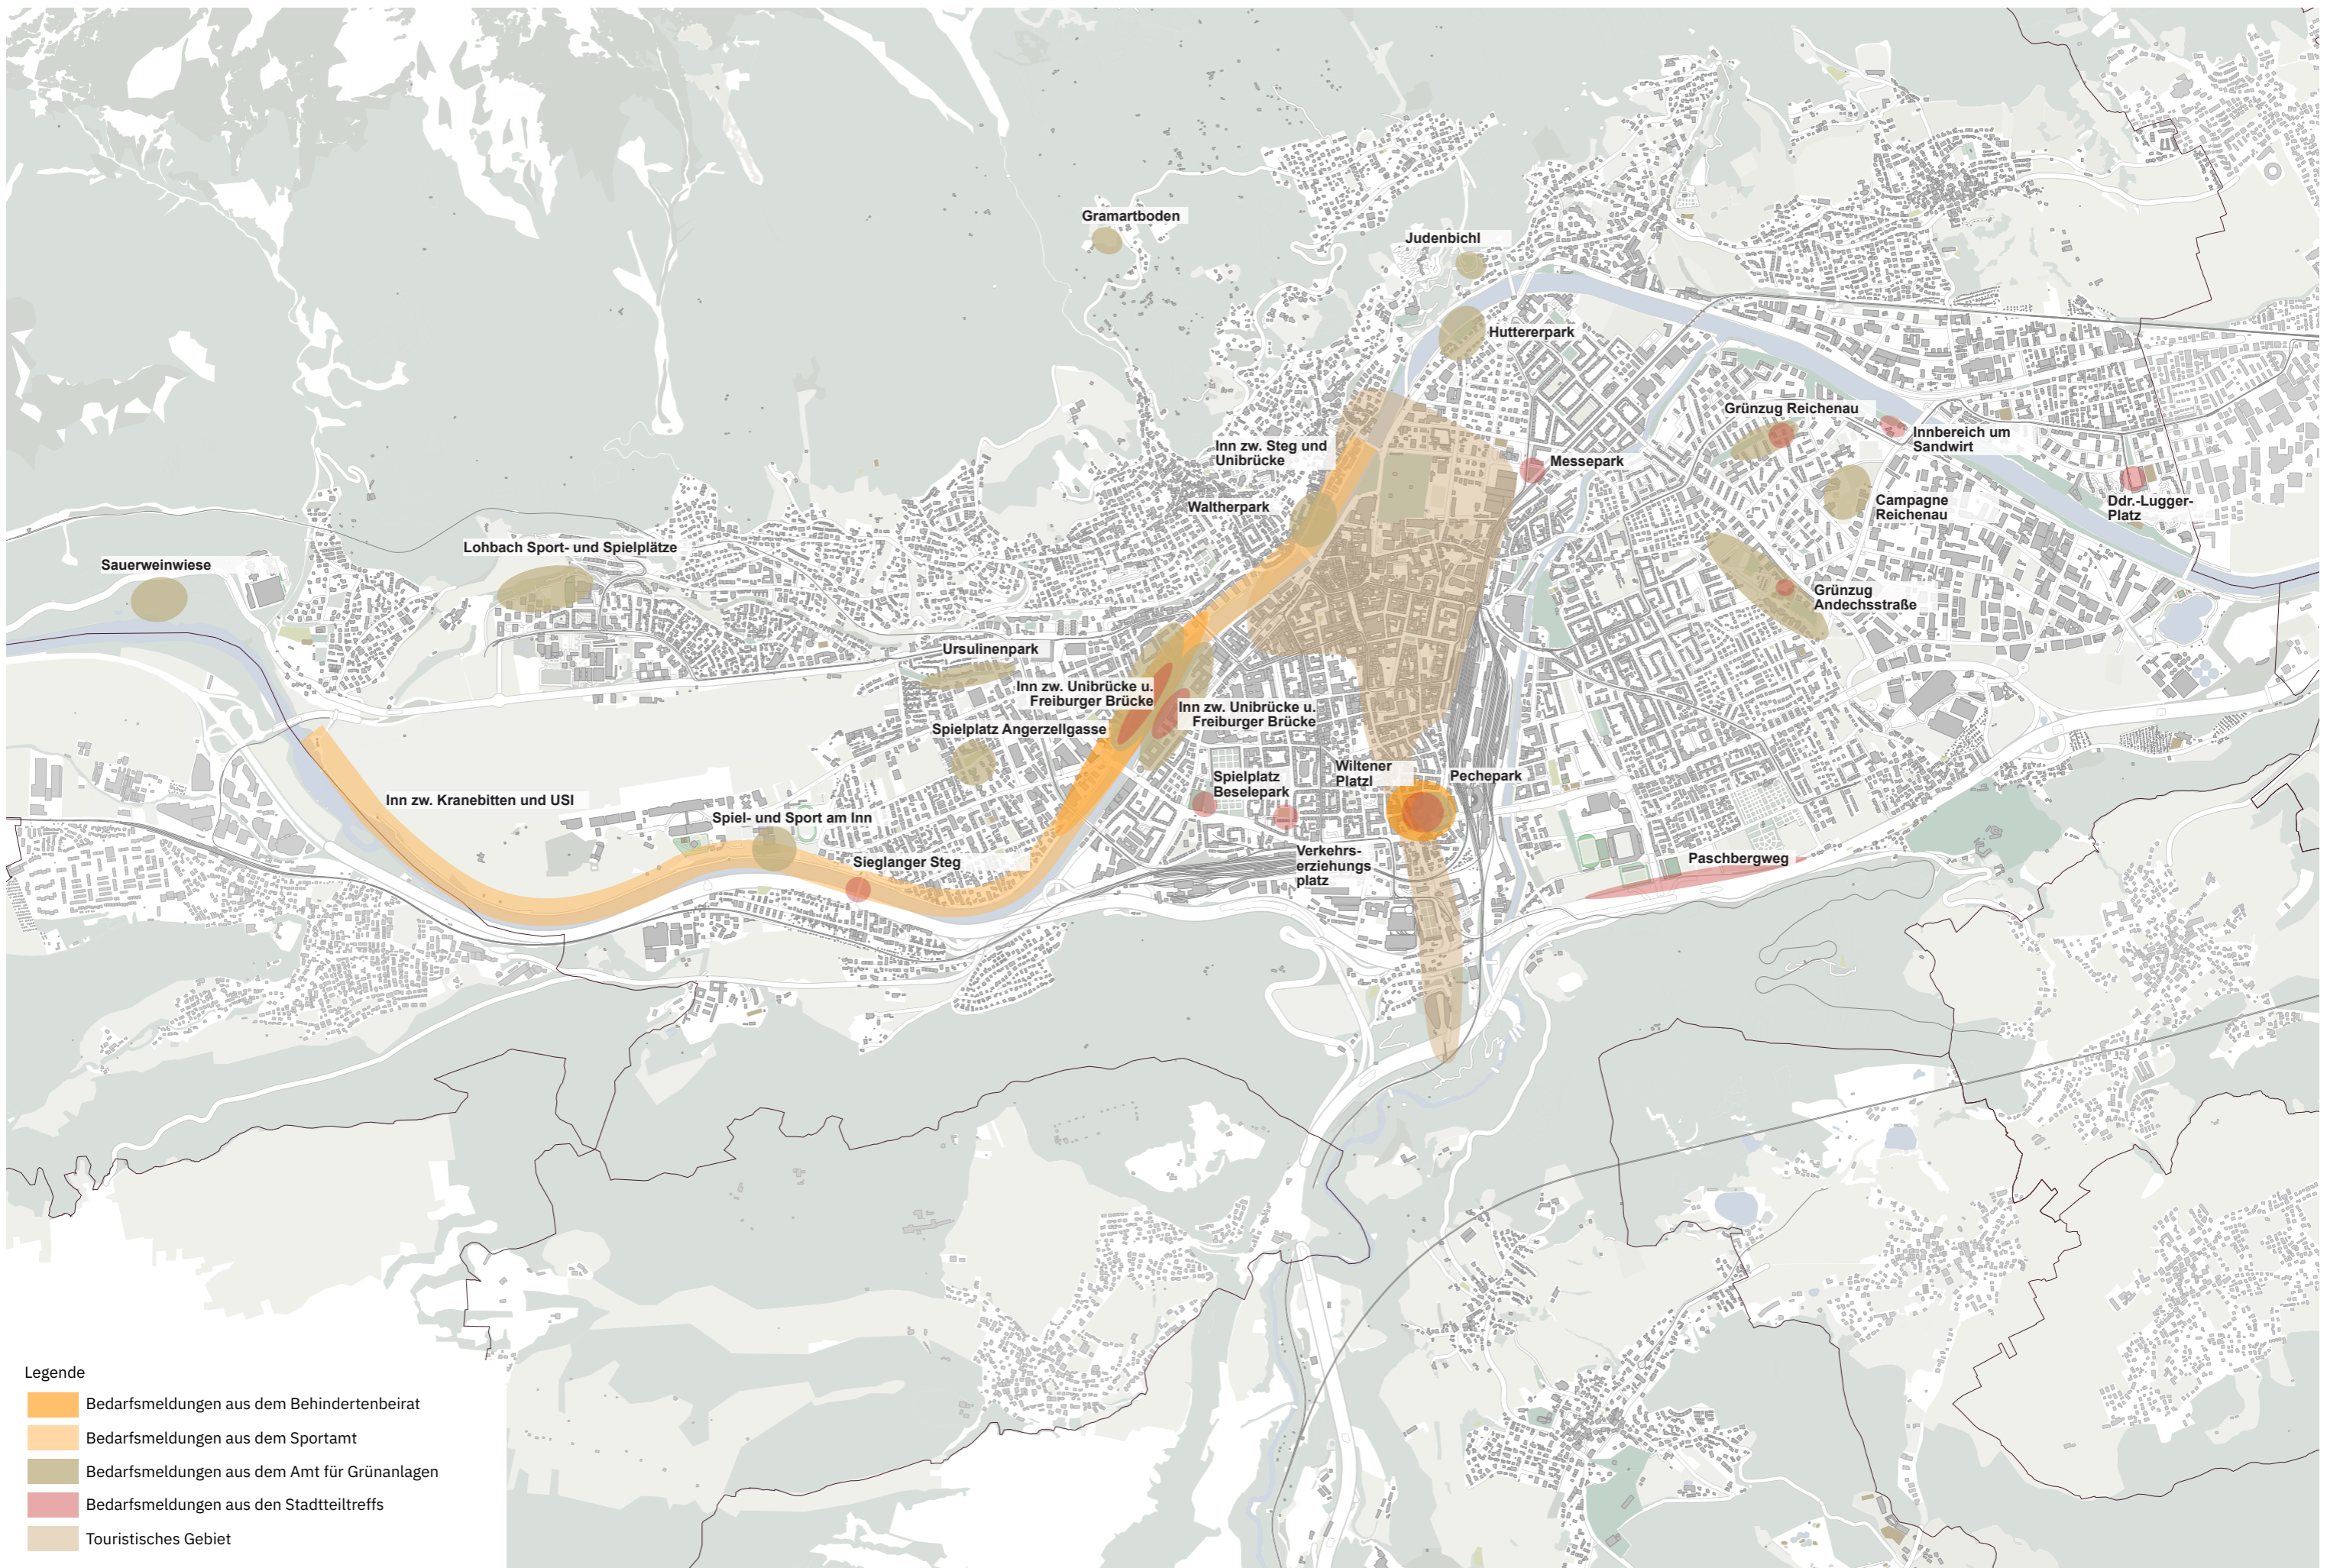 Gramartboden
Judenbichl
Huttererpark
Grünzug Reichenau
Innbereich um
Sandwirt
Inn zw. Steg und
Unibrücke
Messepark
Waltherpark
Campagne
Reichenau
Ddr.-Lugger-
Platz
Lohbach Sport- und Spielplätze
Sauerweinwiese
Grünzug
Andechsstraße
Ursulinenpark
Inn zw. Unibrücke u.
Freiburger Brücke
Inn zw. Unibrücke u.
Freiburger Brücke
Spielplatz Angerzellgasse
Wiltener
Platzl
Pechepark
Spielplatz
Beselepark
Inn zw. Kranebitten und USI
Spiel- und Sport am Inn
Sieglanger Steg
Verkehrs-
erziehungs
platz
Paschbergweg
Legende
Bedarfsmeldungen aus dem Behindertenbeirat
Bedarfsmeldungen aus dem Sportamt
Bedarfsmeldungen aus dem Amt für Grünanlagen
Bedarfsmeldungen aus den Stadtteiltreffs
Touristisches Gebiet